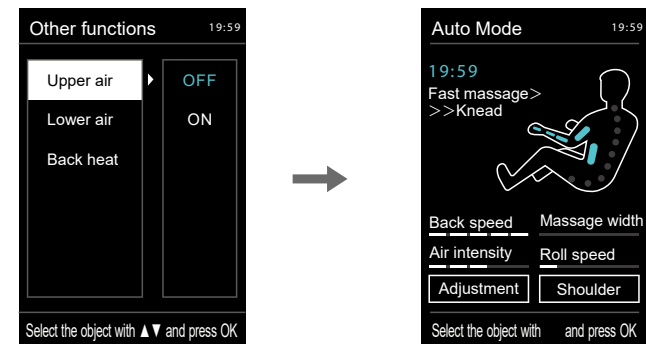 Other functions 19:59
Upper air OFF
Lower air ON
Back heat
Select the object with ▲▼ and press OK
Auto Mode 19:59
19:59
Fast massage>
>>Knead
Back speed Massage width
Air intensity Roll speed
Adjustment Shoulder
Select the object with and press OK